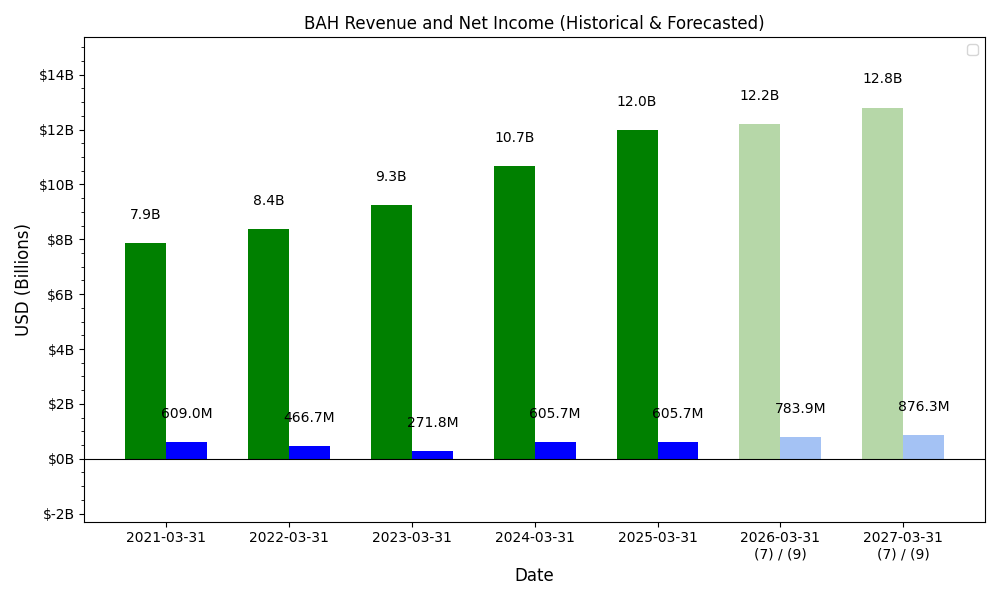 BAH Revenue and Net Income (Historical & Forecasted)
USD (Billions)
$14B
$12B
$10B
$8B
$6B
$4B
$2B
$0B
$-2B
7.9B
8.4B
9.3B
10.7B
12.0B
12.2B
12.8B
609.0M
466.7M
271.8M
605.7M
605.7M
783.9M
876.3M
2021-03-31
2022-03-31
2023-03-31
2024-03-31
2025-03-31
2026-03-31
(7) / (9)
2027-03-31
(7) / (9)
Date